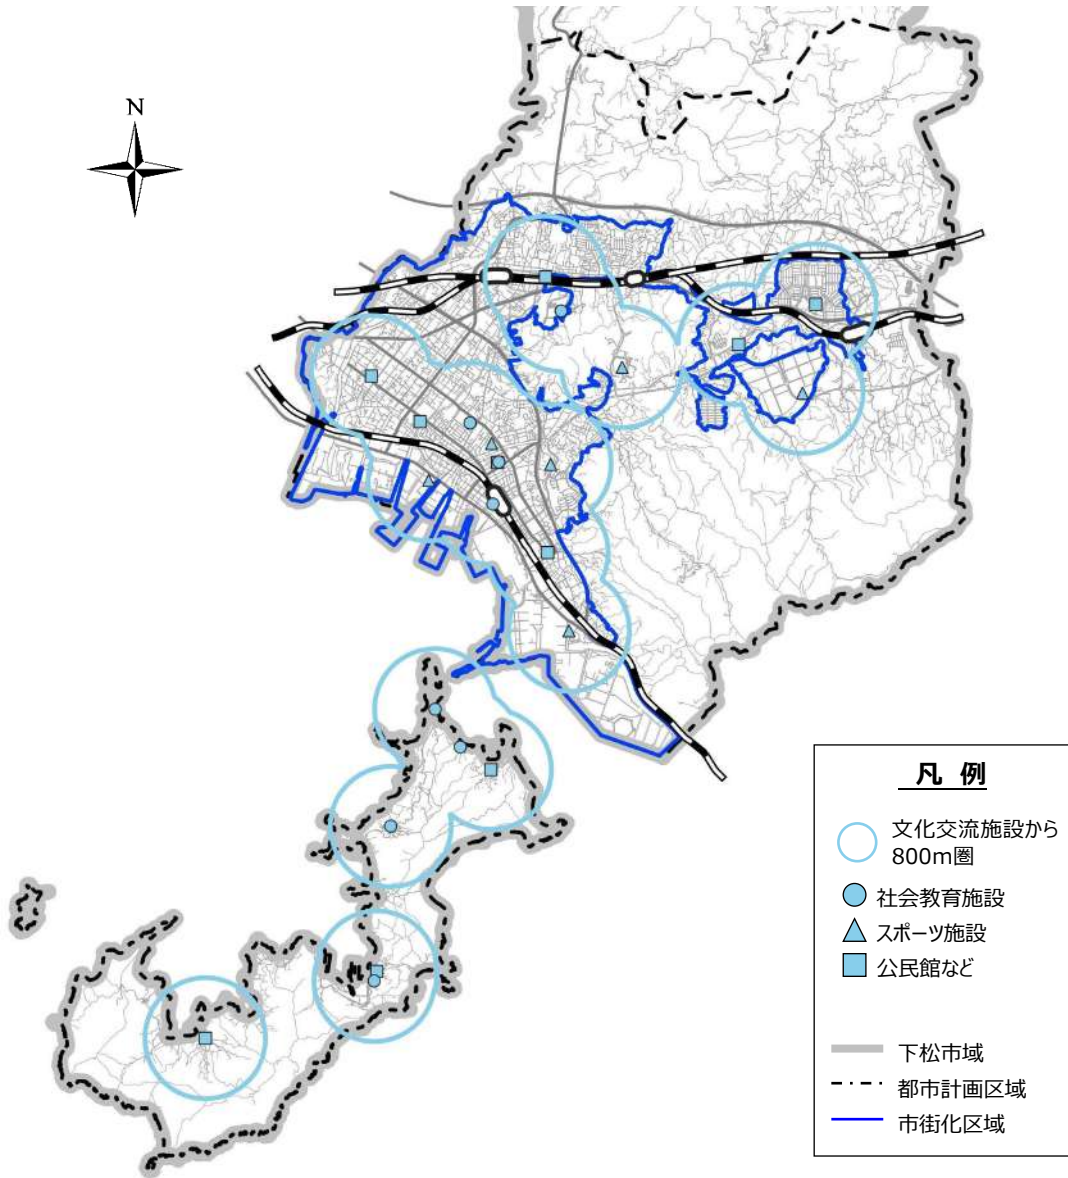 N
凡 例
文化交流施設から
800m圏
社会教育施設
スポーツ施設
公民館など
下松市域
都市計画区域
市街化区域